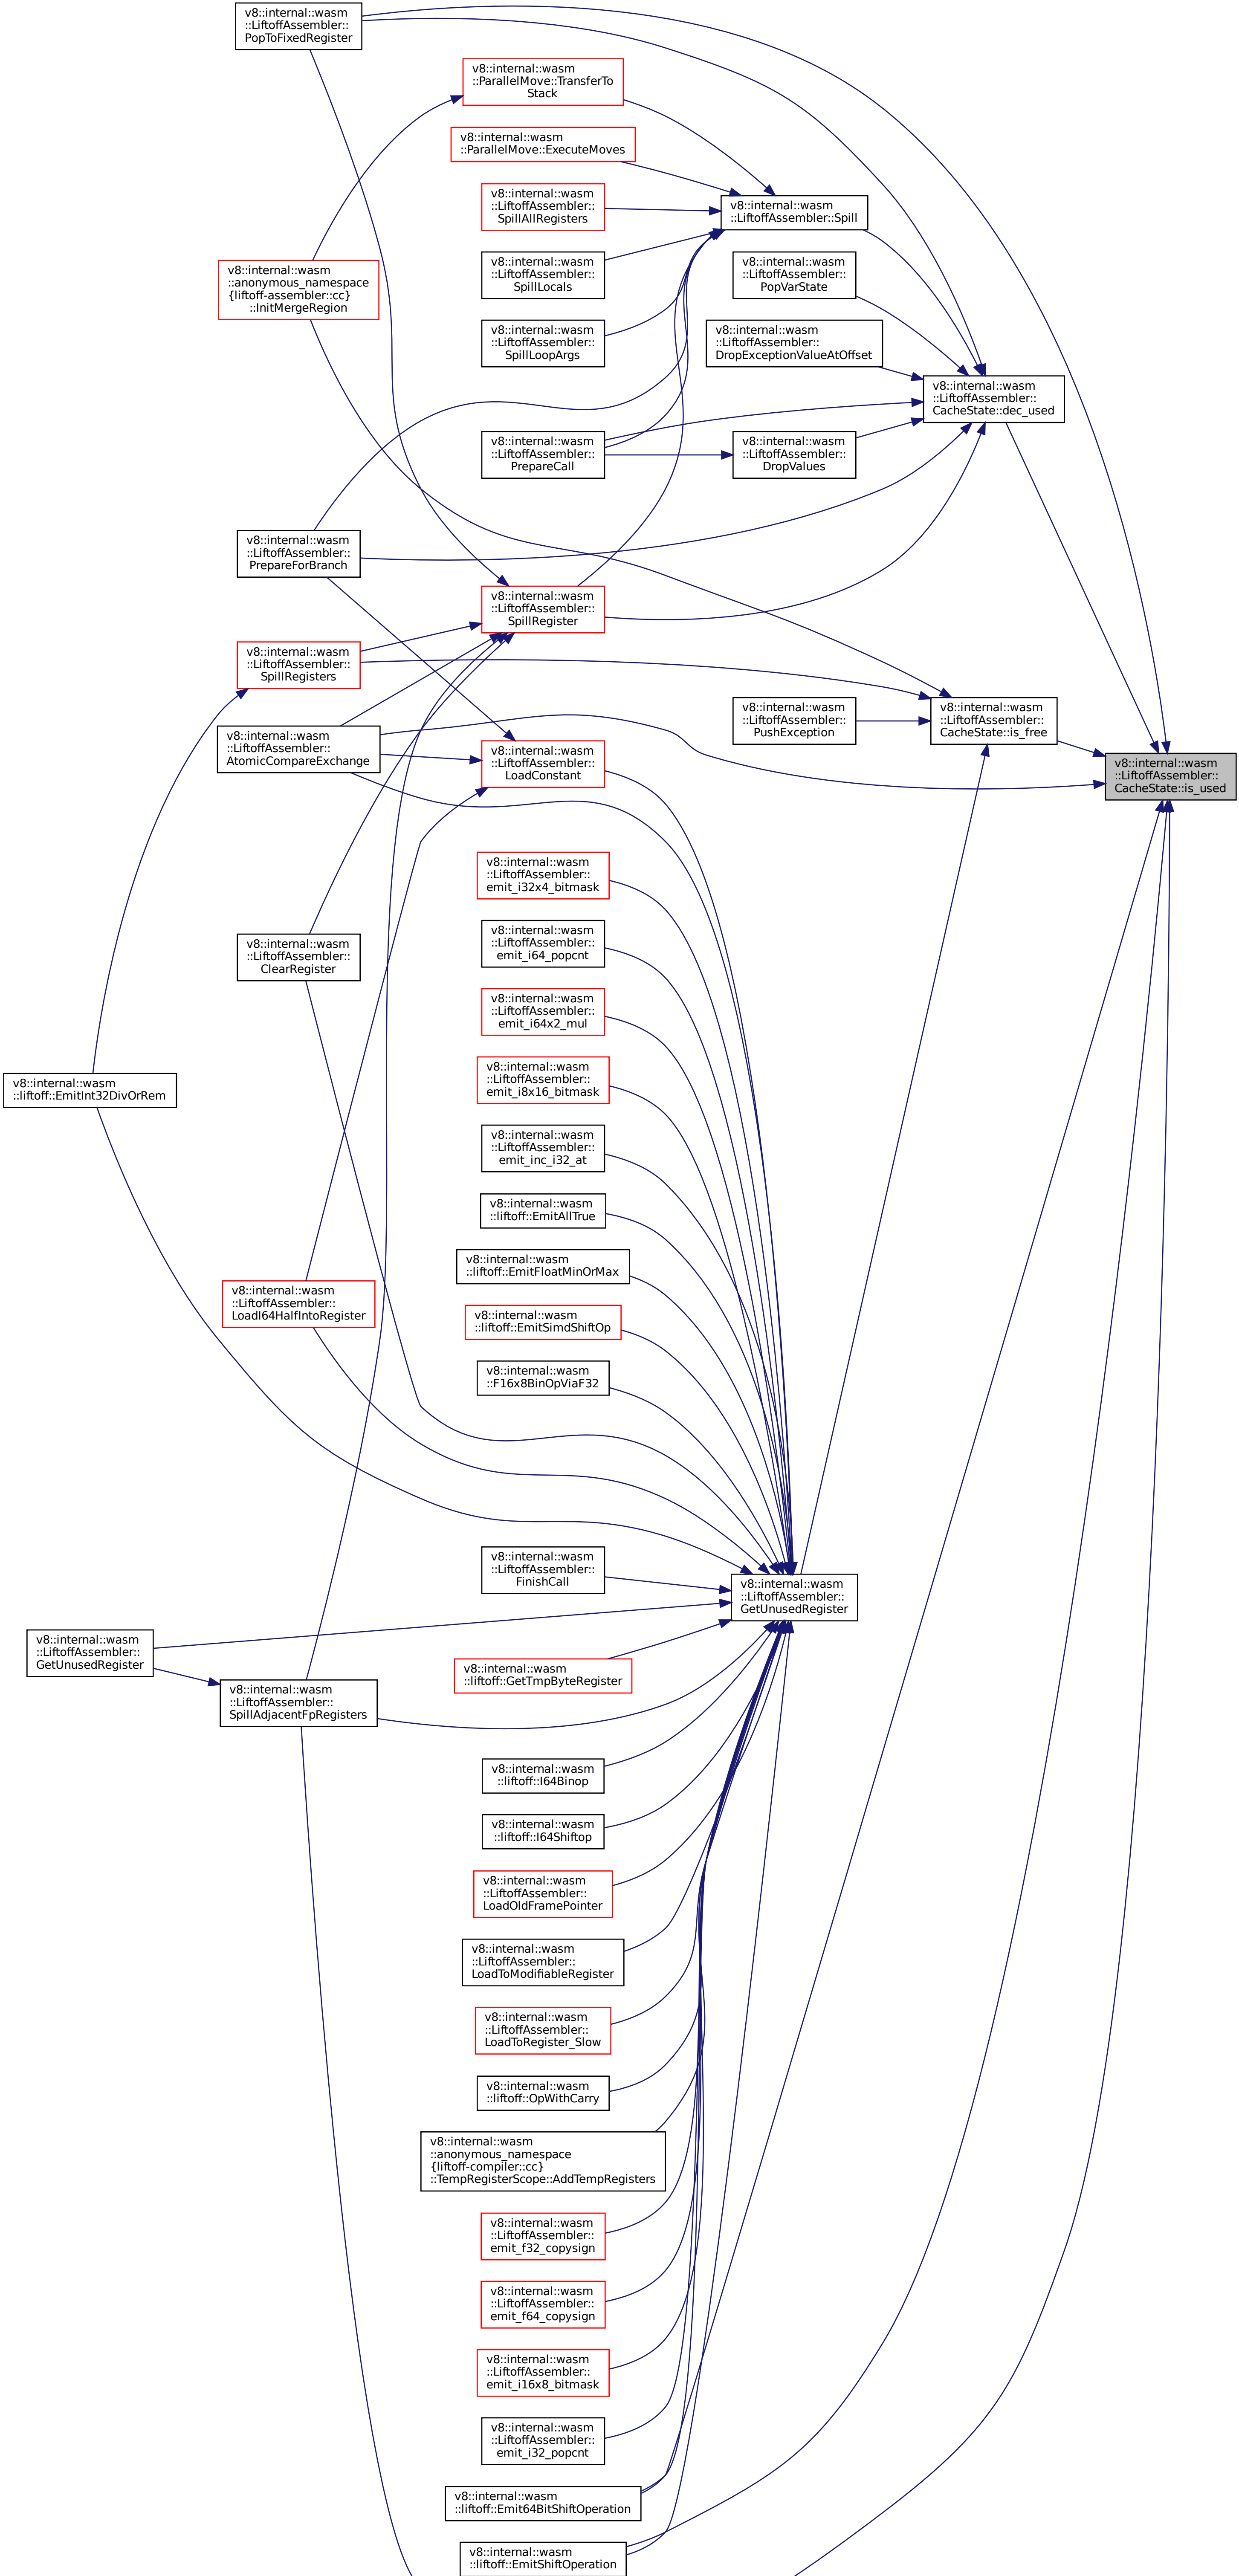 v8::internal::wasm
::LiftoffAssembler::
PopToFixedRegister
v8::internal::wasm
::ParallelMove::TransferTo
Stack
v8::internal::wasm
::ParallelMove::ExecuteMoves
v8::internal::wasm
::LiftoffAssembler::
SpillAllRegisters
v8::internal::wasm
::LiftoffAssembler::Spill
v8::internal::wasm
::LiftoffAssembler::
SpillLocals
v8::internal::wasm
::LiftoffAssembler::
PopVarState
v8::internal::wasm
::anonymous_namespace
{liftoff-assembler::cc}
::InitMergeRegion
v8::internal::wasm
::LiftoffAssembler::
SpillLoopArgs
v8::internal::wasm
::LiftoffAssembler::
DropExceptionValueAtOffset
v8::internal::wasm
::LiftoffAssembler::
CacheState::dec_used
v8::internal::wasm
::LiftoffAssembler::
PrepareCall
v8::internal::wasm
::LiftoffAssembler::
DropValues
v8::internal::wasm
::LiftoffAssembler::
PrepareForBranch
v8::internal::wasm
::LiftoffAssembler::
SpillRegister
v8::internal::wasm
::LiftoffAssembler::
SpillRegisters
v8::internal::wasm
::LiftoffAssembler::
PushException
v8::internal::wasm
::LiftoffAssembler::
CacheState::is_free
v8::internal::wasm
::LiftoffAssembler::
AtomicCompareExchange
v8::internal::wasm
::LiftoffAssembler::
LoadConstant
v8::internal::wasm
::LiftoffAssembler::
CacheState::is_used
v8::internal::wasm
::LiftoffAssembler::
emit_i32x4_bitmask
v8::internal::wasm
::LiftoffAssembler::
emit_i64_popcnt
v8::internal::wasm
::LiftoffAssembler::
ClearRegister
v8::internal::wasm
::LiftoffAssembler::
emit_i64x2_mul
v8::internal::wasm
::LiftoffAssembler::
emit_i8x16_bitmask
v8::internal::wasm
::liftoff::EmitInt32DivOrRem
v8::internal::wasm
::LiftoffAssembler::
emit_inc_i32_at
v8::internal::wasm
::liftoff::EmitAllTrue
v8::internal::wasm
::liftoff::EmitFloatMinOrMax
v8::internal::wasm
::LiftoffAssembler::
LoadI64HalfIntoRegister
v8::internal::wasm
::liftoff::EmitSimdShiftOp
v8::internal::wasm
::F16x8BinOpViaF32
v8::internal::wasm
::LiftoffAssembler::
FinishCall
v8::internal::wasm
::LiftoffAssembler::
GetUnusedRegister
v8::internal::wasm
::LiftoffAssembler::
GetUnusedRegister
v8::internal::wasm
::liftoff::GetTmpByteRegister
v8::internal::wasm
::LiftoffAssembler::
SpillAdjacentFpRegisters
v8::internal::wasm
::liftoff::I64Binop
v8::internal::wasm
::liftoff::I64Shiftop
v8::internal::wasm
::LiftoffAssembler::
LoadOldFramePointer
v8::internal::wasm
::LiftoffAssembler::
LoadToModifiableRegister
v8::internal::wasm
::LiftoffAssembler::
LoadToRegister_Slow
v8::internal::wasm
::liftoff::OpWithCarry
v8::internal::wasm
::anonymous_namespace
{liftoff-compiler::cc}
::TempRegisterScope::AddTempRegisters
v8::internal::wasm
::LiftoffAssembler::
emit_f32_copysign
v8::internal::wasm
::LiftoffAssembler::
emit_f64_copysign
v8::internal::wasm
::LiftoffAssembler::
emit_i16x8_bitmask
v8::internal::wasm
::LiftoffAssembler::
emit_i32_popcnt
v8::internal::wasm
::liftoff::Emit64BitShiftOperation
v8::internal::wasm
::liftoff::EmitShiftOperation